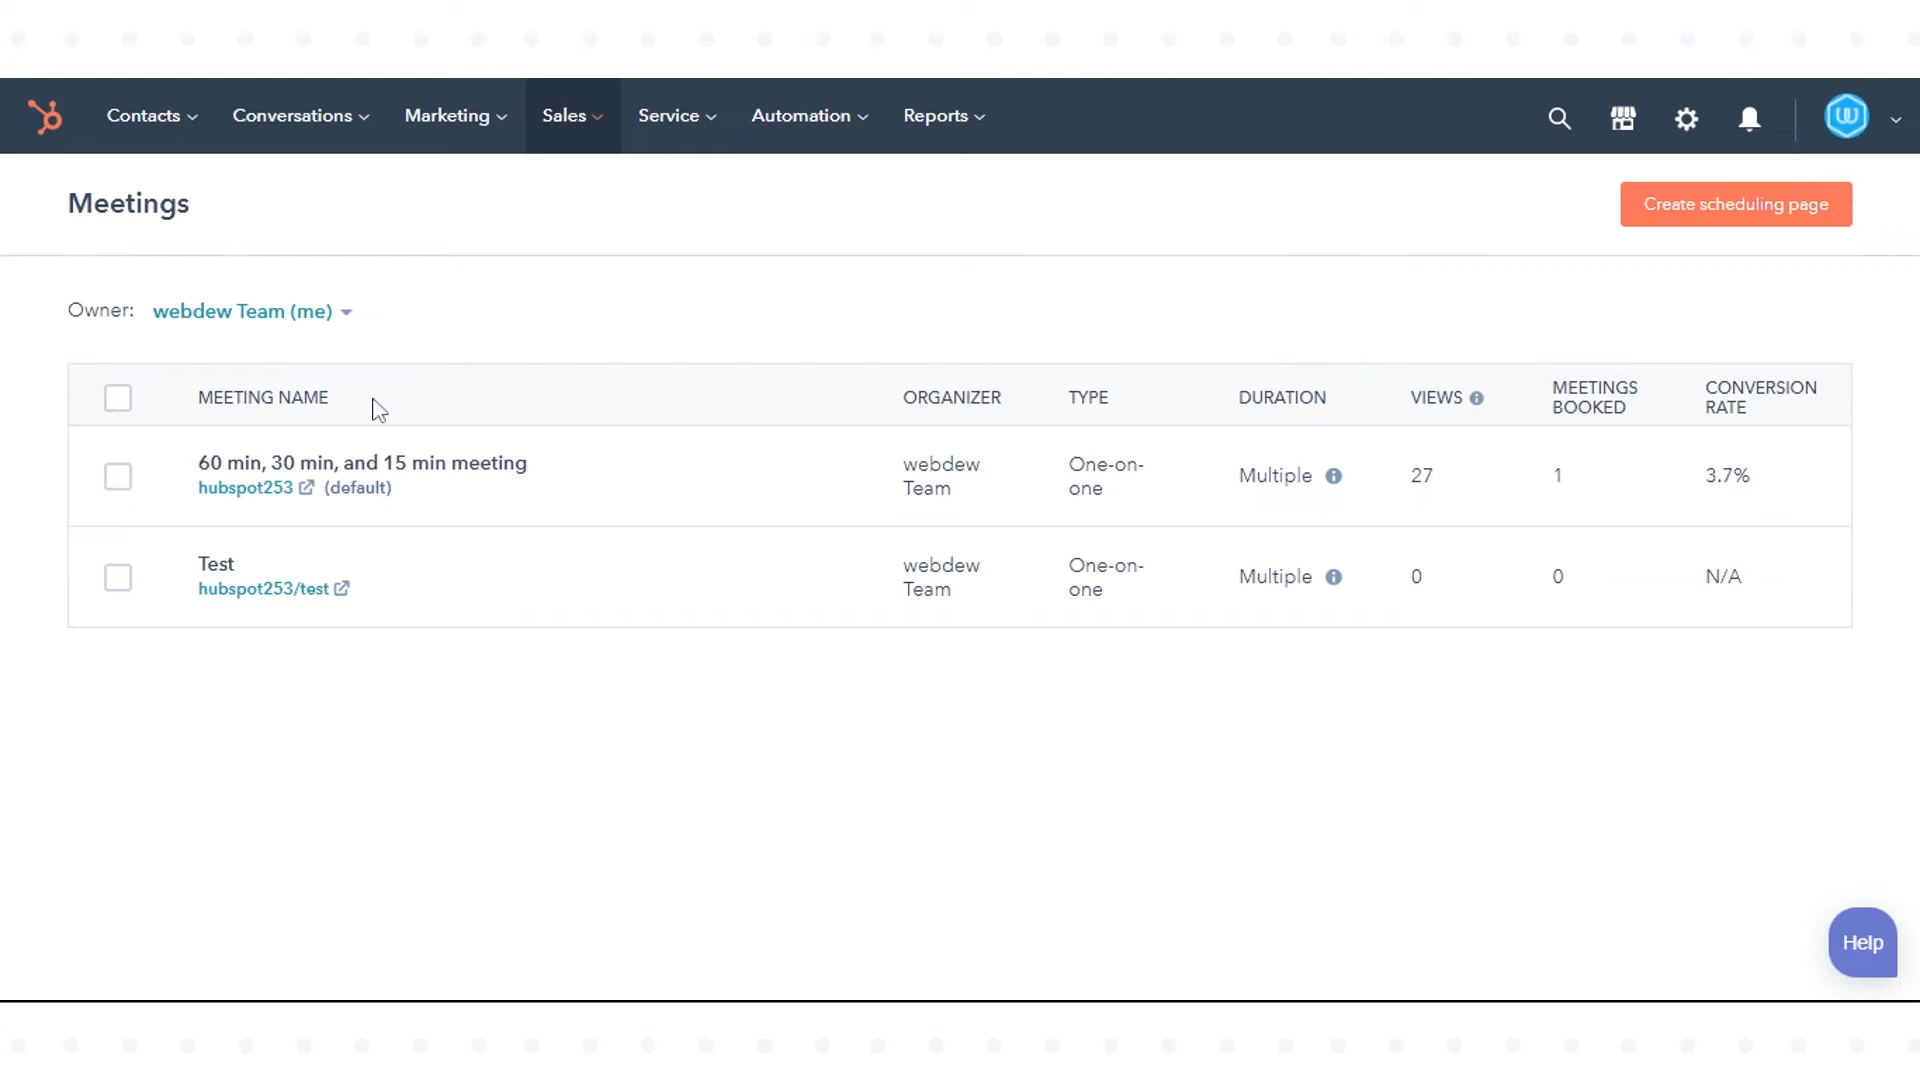 Contacts Conversations Marketing Sales Service Automation Reports
Meetings
Create scheduling page
Owner: webdew Team (me)
MEETING NAME ORGANIZER TYPE DURATION VIEWS MEETINGS BOOKED CONVERSION RATE
60 min, 30 min, and 15 min meeting
hubspot253 (default)
webdew
Team
One-on-
one
Multiple
27
1
3.7%
Test
hubspot253/test
webdew
Team
One-on-
one
Multiple
0
0
N/A
Help